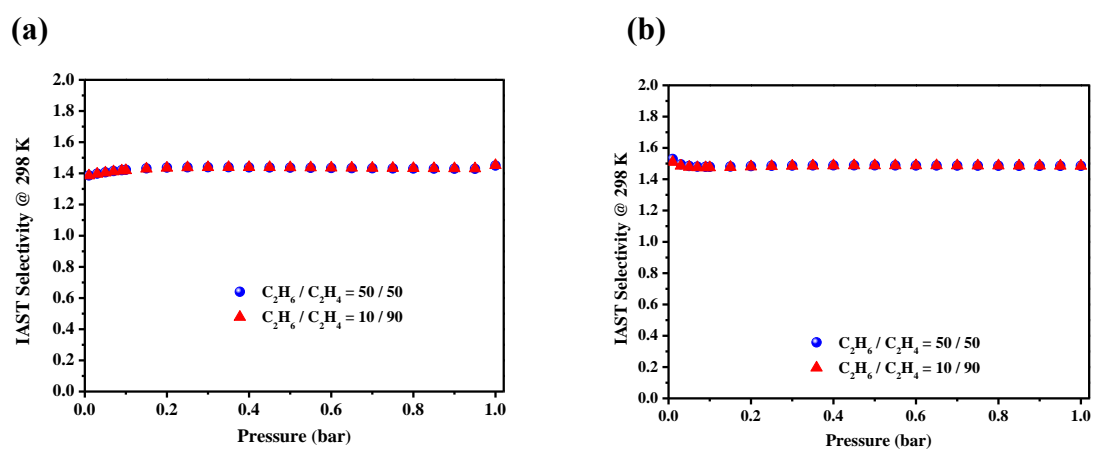 (a)
(b)
IAST Selectivity @ 298 K
2.0
1.8
1.6
1.4
1.2
1.0
0.8
0.6
0.4
0.2
0.0
C₂H₆ / C₂H₄ = 50 / 50
C₂H₆ / C₂H₄ = 10 / 90
0.0 0.2 0.4 0.6 0.8 1.0
Pressure (bar)
IAST Selectivity @ 298 K
2.0
1.8
1.6
1.4
1.2
1.0
0.8
0.6
0.4
0.2
0.0
C₂H₆ / C₂H₄ = 50 / 50
C₂H₆ / C₂H₄ = 10 / 90
0.0 0.2 0.4 0.6 0.8 1.0
Pressure (bar)